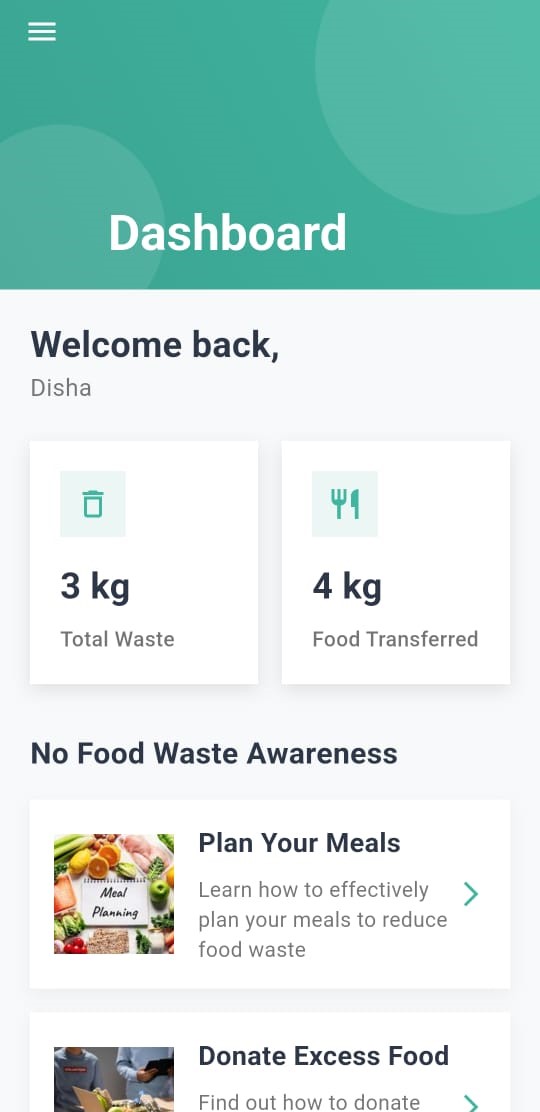 Dashboard
Welcome back,
Disha
3 kg
Total Waste
4 kg
Food Transferred
No Food Waste Awareness
Meal
Planning
Plan Your Meals
Learn how to effectively
plan your meals to reduce
food waste
VOLUNTEER
Donate Excess Food
Find out how to donate